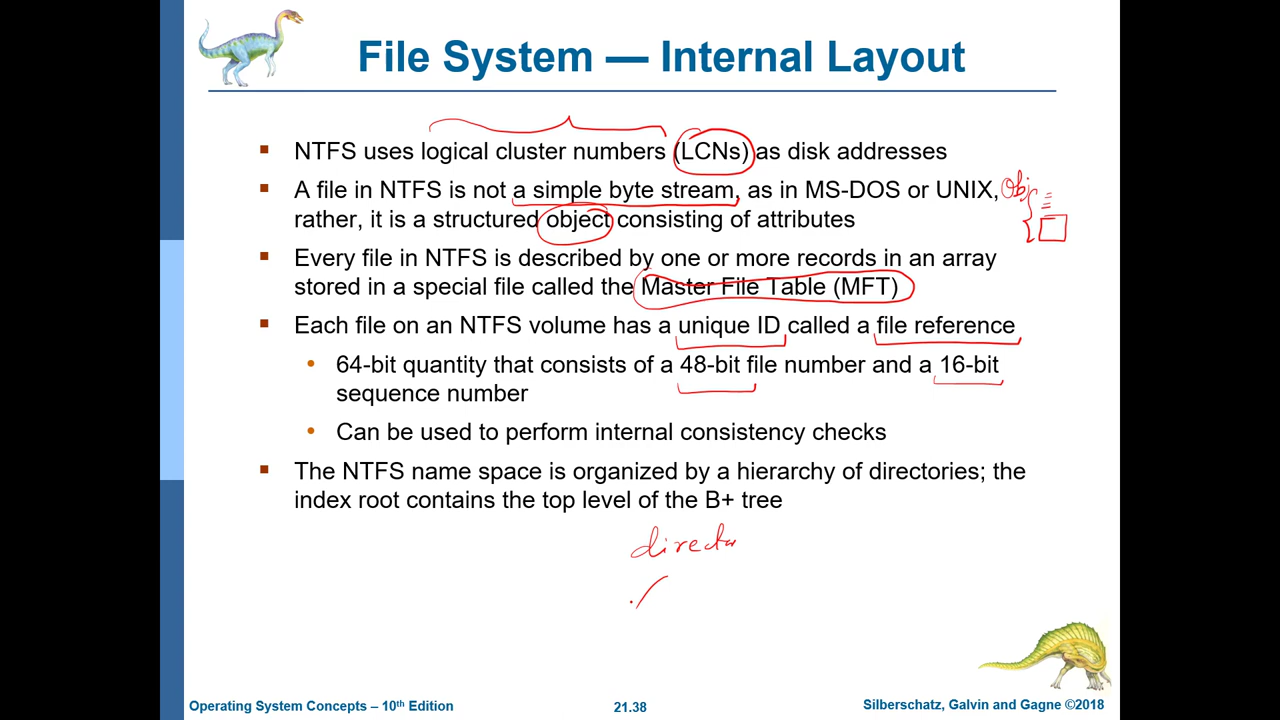 File System — Internal Layout
▪ NTFS uses logical cluster numbers (LCNs) as disk addresses
▪ A file in NTFS is not a simple byte stream, as in MS-DOS or UNIX,
Obj
rather, it is a structured object consisting of attributes
▪ Every file in NTFS is described by one or more records in an array
stored in a special file called the Master File Table (MFT)
▪ Each file on an NTFS volume has a unique ID called a file reference
• 64-bit quantity that consists of a 48-bit file number and a 16-bit
sequence number
• Can be used to perform internal consistency checks
▪ The NTFS name space is organized by a hierarchy of directories; the
index root contains the top level of the B+ tree
Operating System Concepts – 10th Edition
21.38
Silberschatz, Galvin and Gagne ©2018